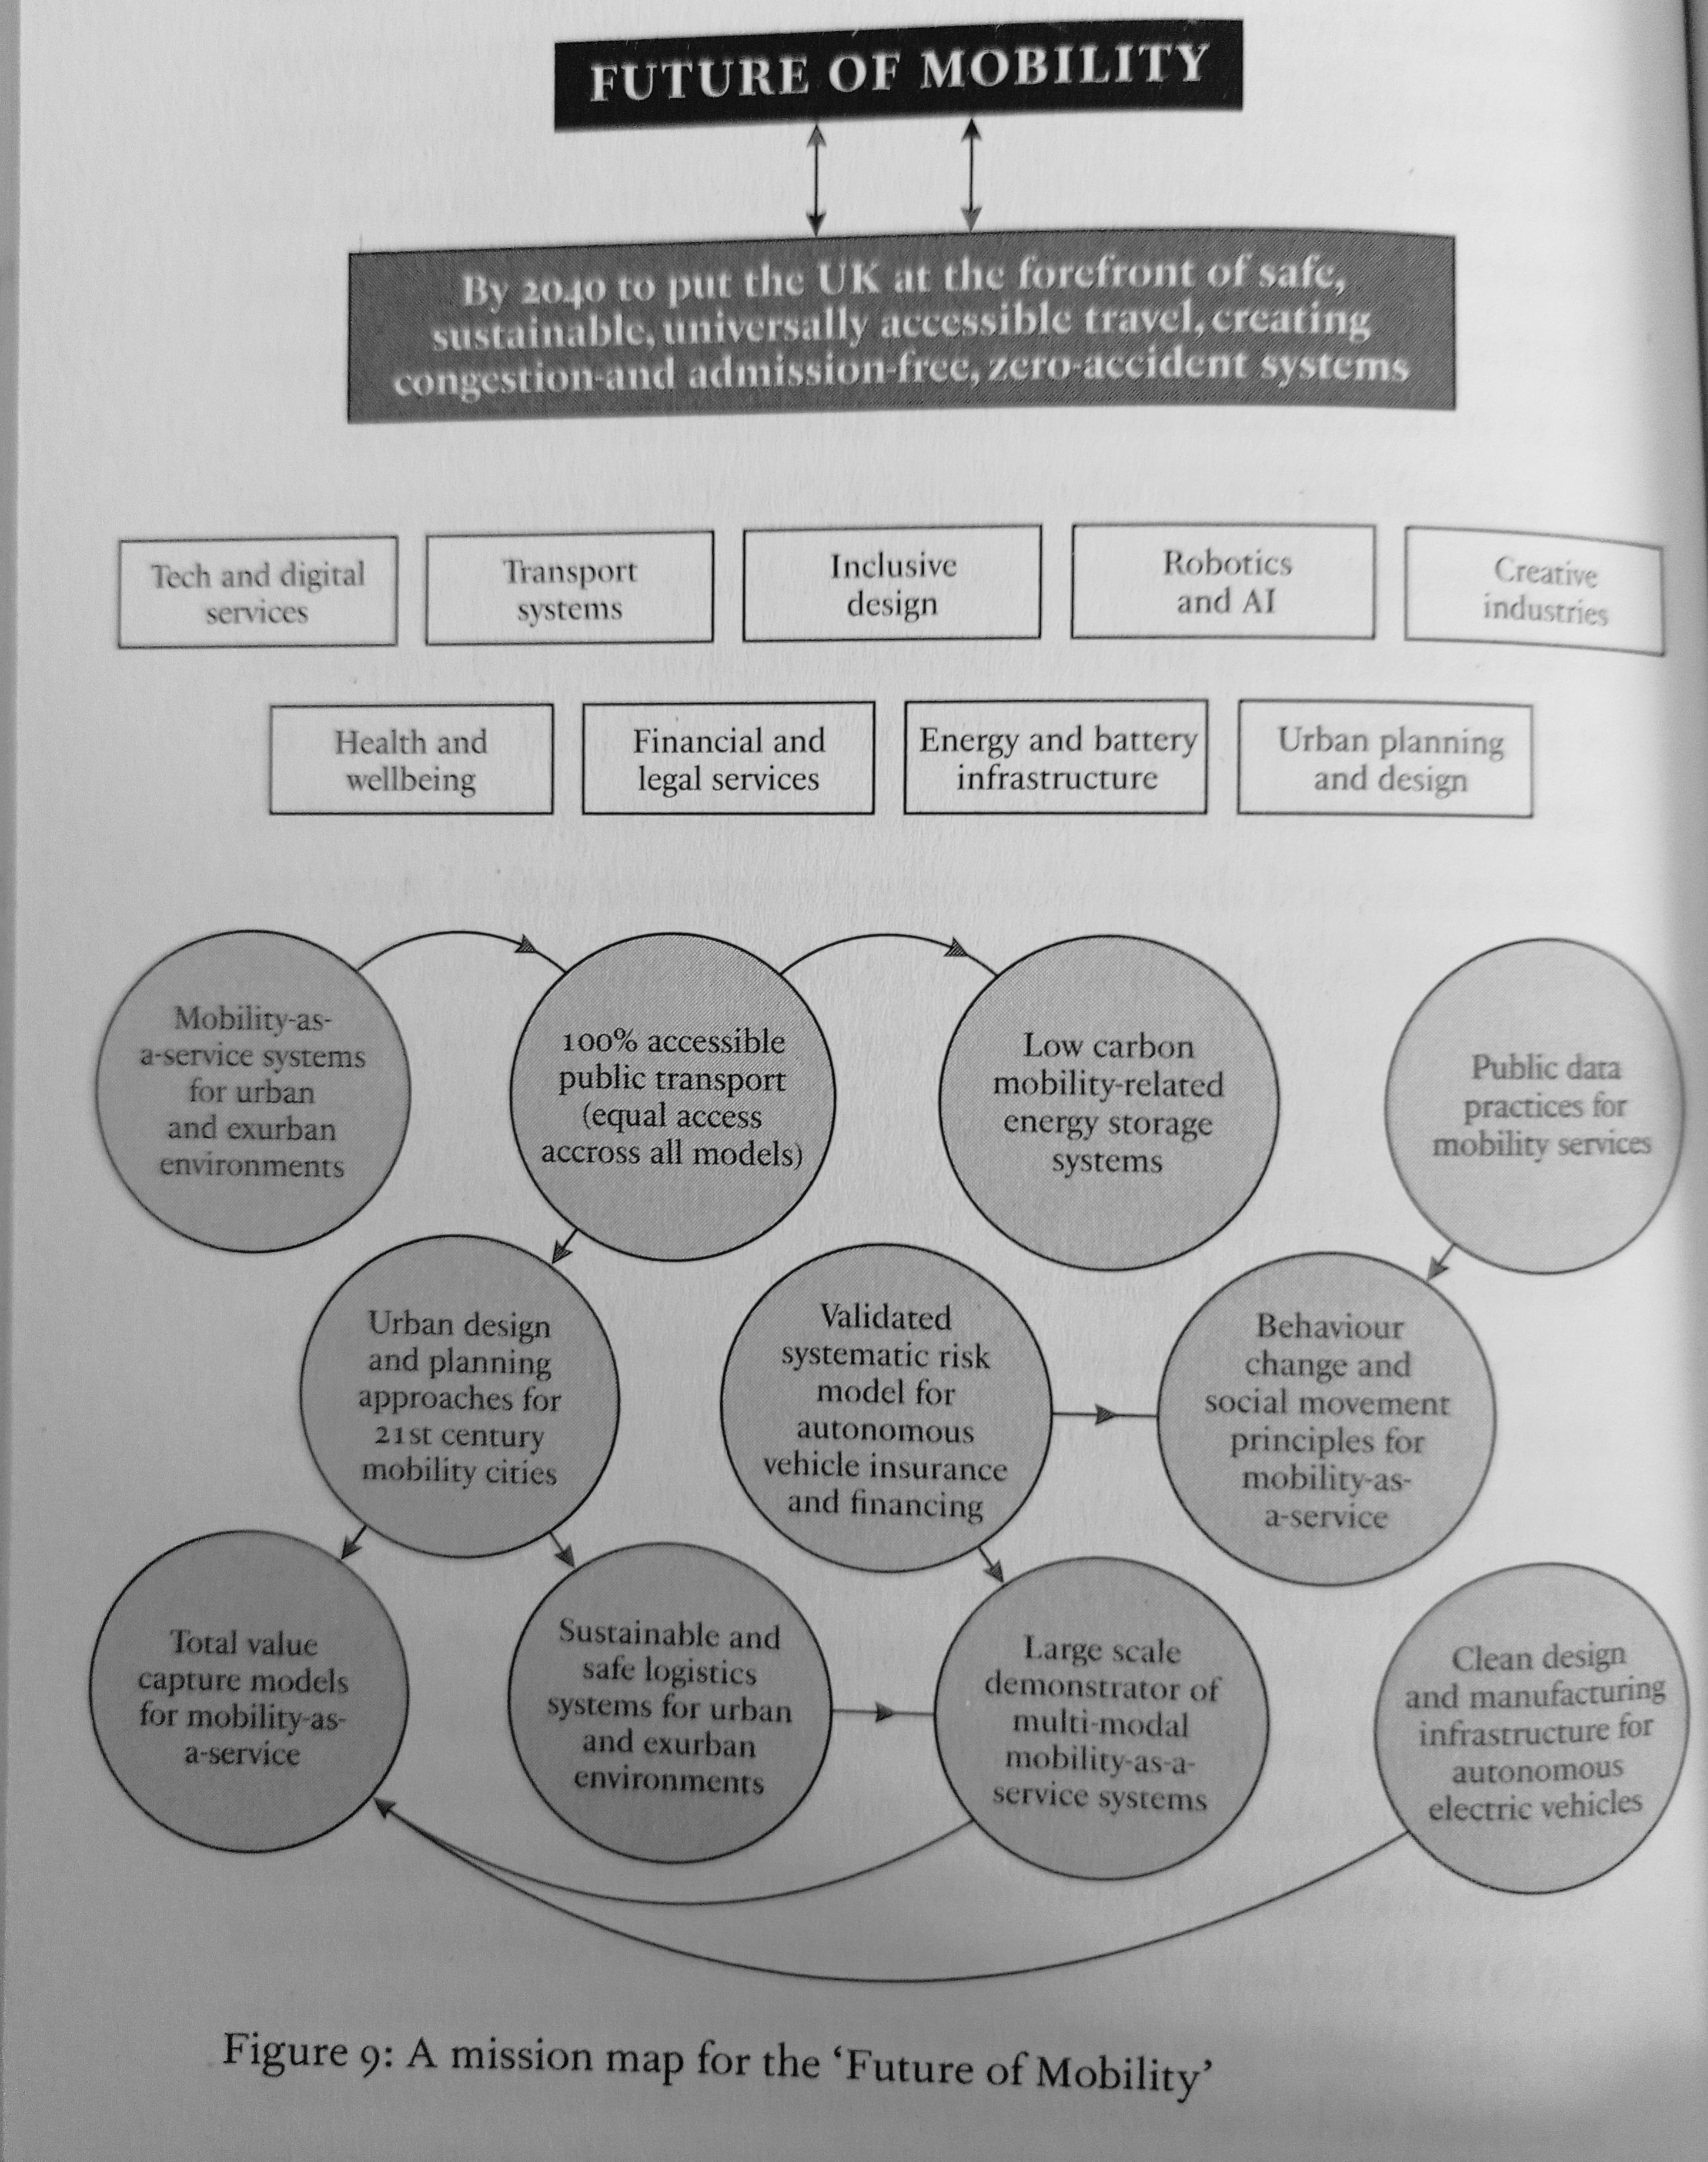 FUTURE OF MOBILITY
By 2040 to put the UK at the forefront of safe,
sustainable, universally accessible travel, creating
congestion-and admission-free, zero-accident systems
Tech and digital
services
Transport
systems
Inclusive
design
Robotics
and AI
Creative
industries
Health and
wellbeing
Financial and
legal services
Energy and battery
infrastructure
Urban planning
and design
Mobility-as-
a-service systems
for urban
and exurban
environments
100% accessible
public transport
(equal access
accross all models)
Low carbon
mobility-related
energy storage
systems
Public data
practices for
mobility services
Urban design
and planning
approaches for
21st century
mobility cities
Validated
systematic risk
model for
autonomous
vehicle insurance
and financing
Behaviour
change and
social movement
principles for
mobility-as-
a-service
Total value
capture models
for mobility-as-
a-service
Sustainable and
safe logistics
systems for urban
and exurban
environments
Large scale
demonstrator of
multi-modal
mobility-as-a-
service systems
Clean design
and manufacturing
infrastructure for
autonomous
electric vehicles
Figure 9: A mission map for the ‘Future of Mobility’